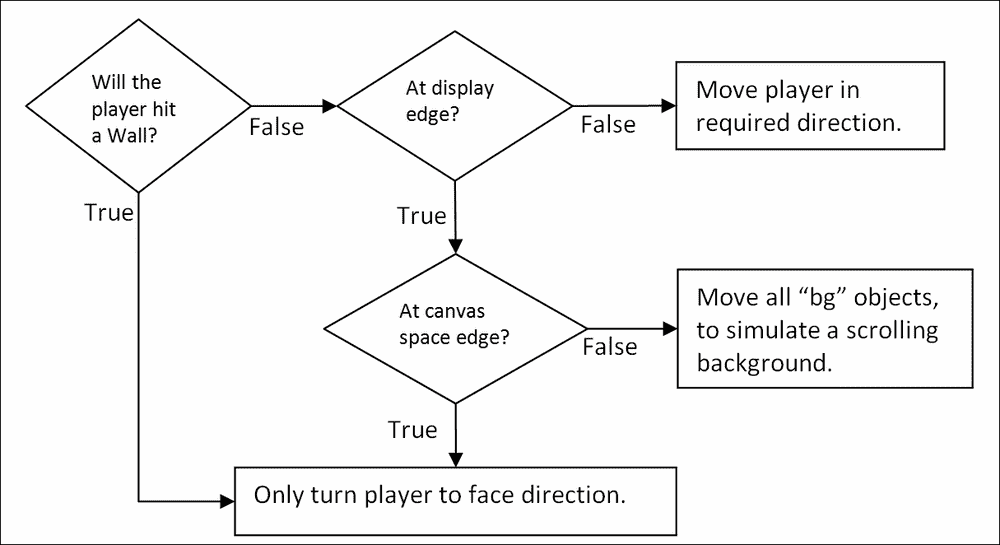 Will the
player hit
a Wall?
False
At display
edge?
False
Move player in
required direction.
True
True
At canvas
space edge?
False
Move all “bg” objects,
to simulate a scrolling
background.
True
Only turn player to face direction.